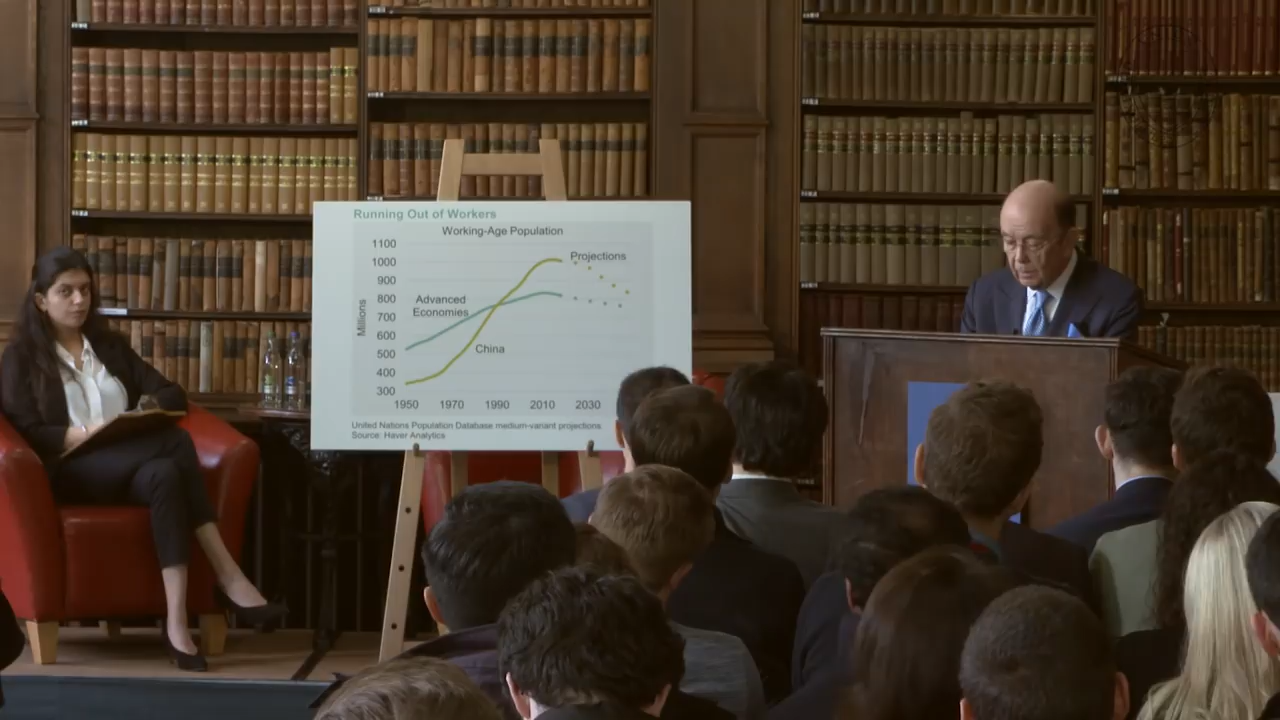 Running Out of Workers
Working-Age Population
1100
1000
900
800
700
600
500
400
300
Millions
Projections
Advanced
Economies
China
1950 1970 1990 2010 2030
United Nations Population Database medium-variant projections
Source: Haver Analytics